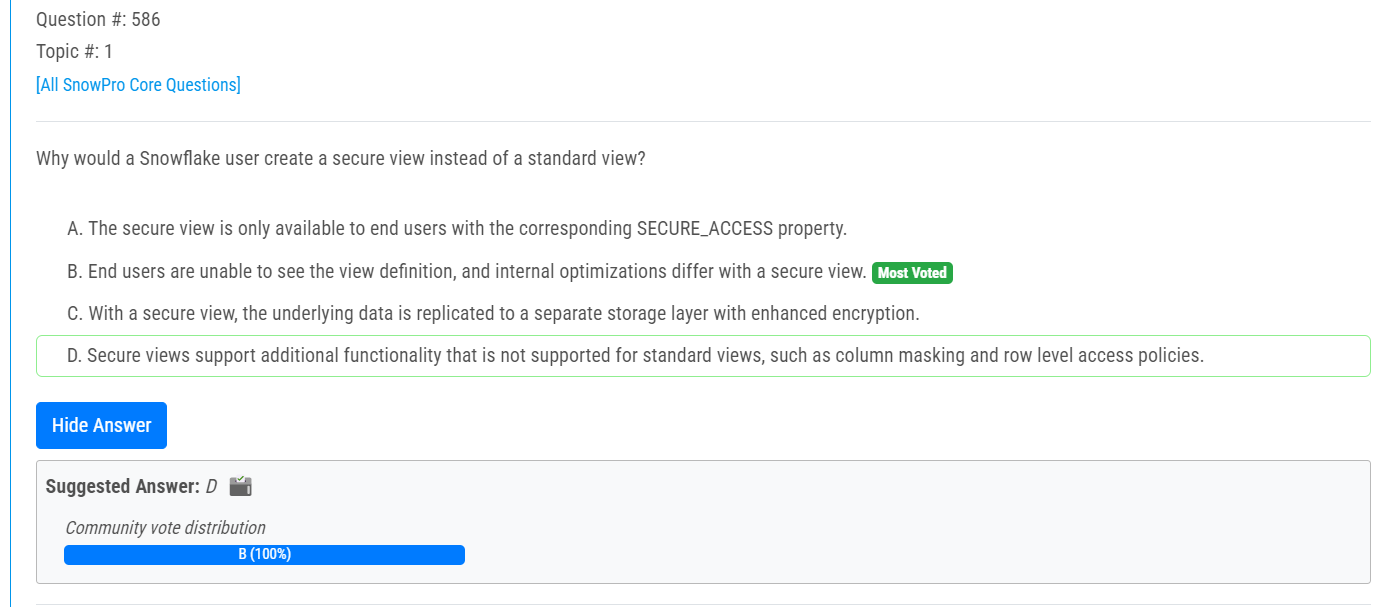 Question #: 586
Topic #: 1
[All SnowPro Core Questions]
Why would a Snowflake user create a secure view instead of a standard view?
A. The secure view is only available to end users with the corresponding SECURE_ACCESS property.
B. End users are unable to see the view definition, and internal optimizations differ with a secure view. Most Voted
C. With a secure view, the underlying data is replicated to a separate storage layer with enhanced encryption.
D. Secure views support additional functionality that is not supported for standard views, such as column masking and row level access policies.
Hide Answer
Suggested Answer: D
Community vote distribution
B (100%)